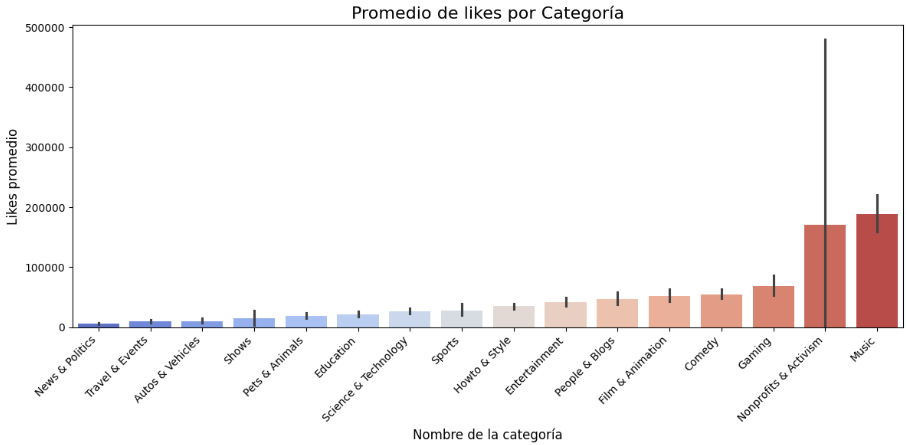 Promedio de likes por Categoría
500000
400000
300000
200000
100000
0
Likes promedio
News & Politics
Travel & Events
Autos & Vehicles
Shows
Pets & Animals
Education
Science & Technology
Sports
Howto & Style
Entertainment
People & Blogs
Film & Animation
Comedy
Gaming
Nonprofits & Activism
Music
Nombre de la categoría